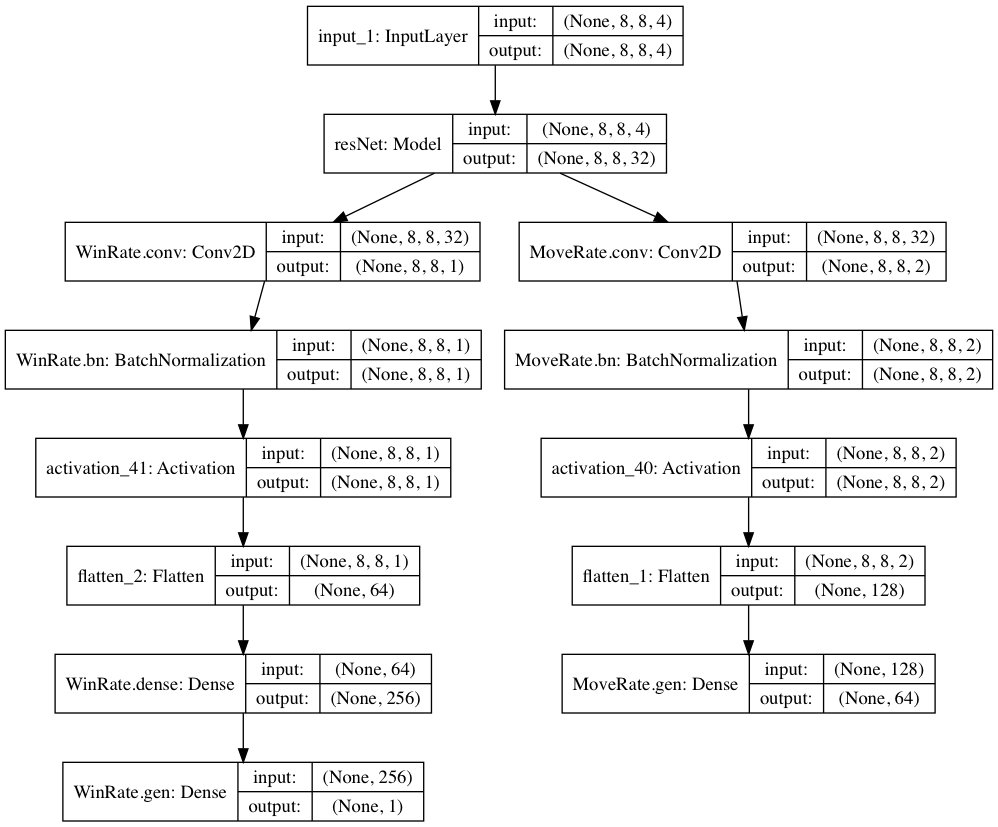 input_1: InputLayer
input: (None, 8, 8, 4)
output: (None, 8, 8, 4)
resNet: Model
input: (None, 8, 8, 4)
output: (None, 8, 8, 32)
WinRate.conv: Conv2D
input: (None, 8, 8, 32)
output: (None, 8, 8, 1)
MoveRate.conv: Conv2D
input: (None, 8, 8, 32)
output: (None, 8, 8, 2)
WinRate.bn: BatchNormalization
input: (None, 8, 8, 1)
output: (None, 8, 8, 1)
MoveRate.bn: BatchNormalization
input: (None, 8, 8, 2)
output: (None, 8, 8, 2)
activation_41: Activation
input: (None, 8, 8, 1)
output: (None, 8, 8, 1)
activation_40: Activation
input: (None, 8, 8, 2)
output: (None, 8, 8, 2)
flatten_2: Flatten
input: (None, 8, 8, 1)
output: (None, 64)
flatten_1: Flatten
input: (None, 8, 8, 2)
output: (None, 128)
WinRate.dense: Dense
input: (None, 64)
output: (None, 256)
MoveRate.gen: Dense
input: (None, 128)
output: (None, 64)
WinRate.gen: Dense
input: (None, 256)
output: (None, 1)